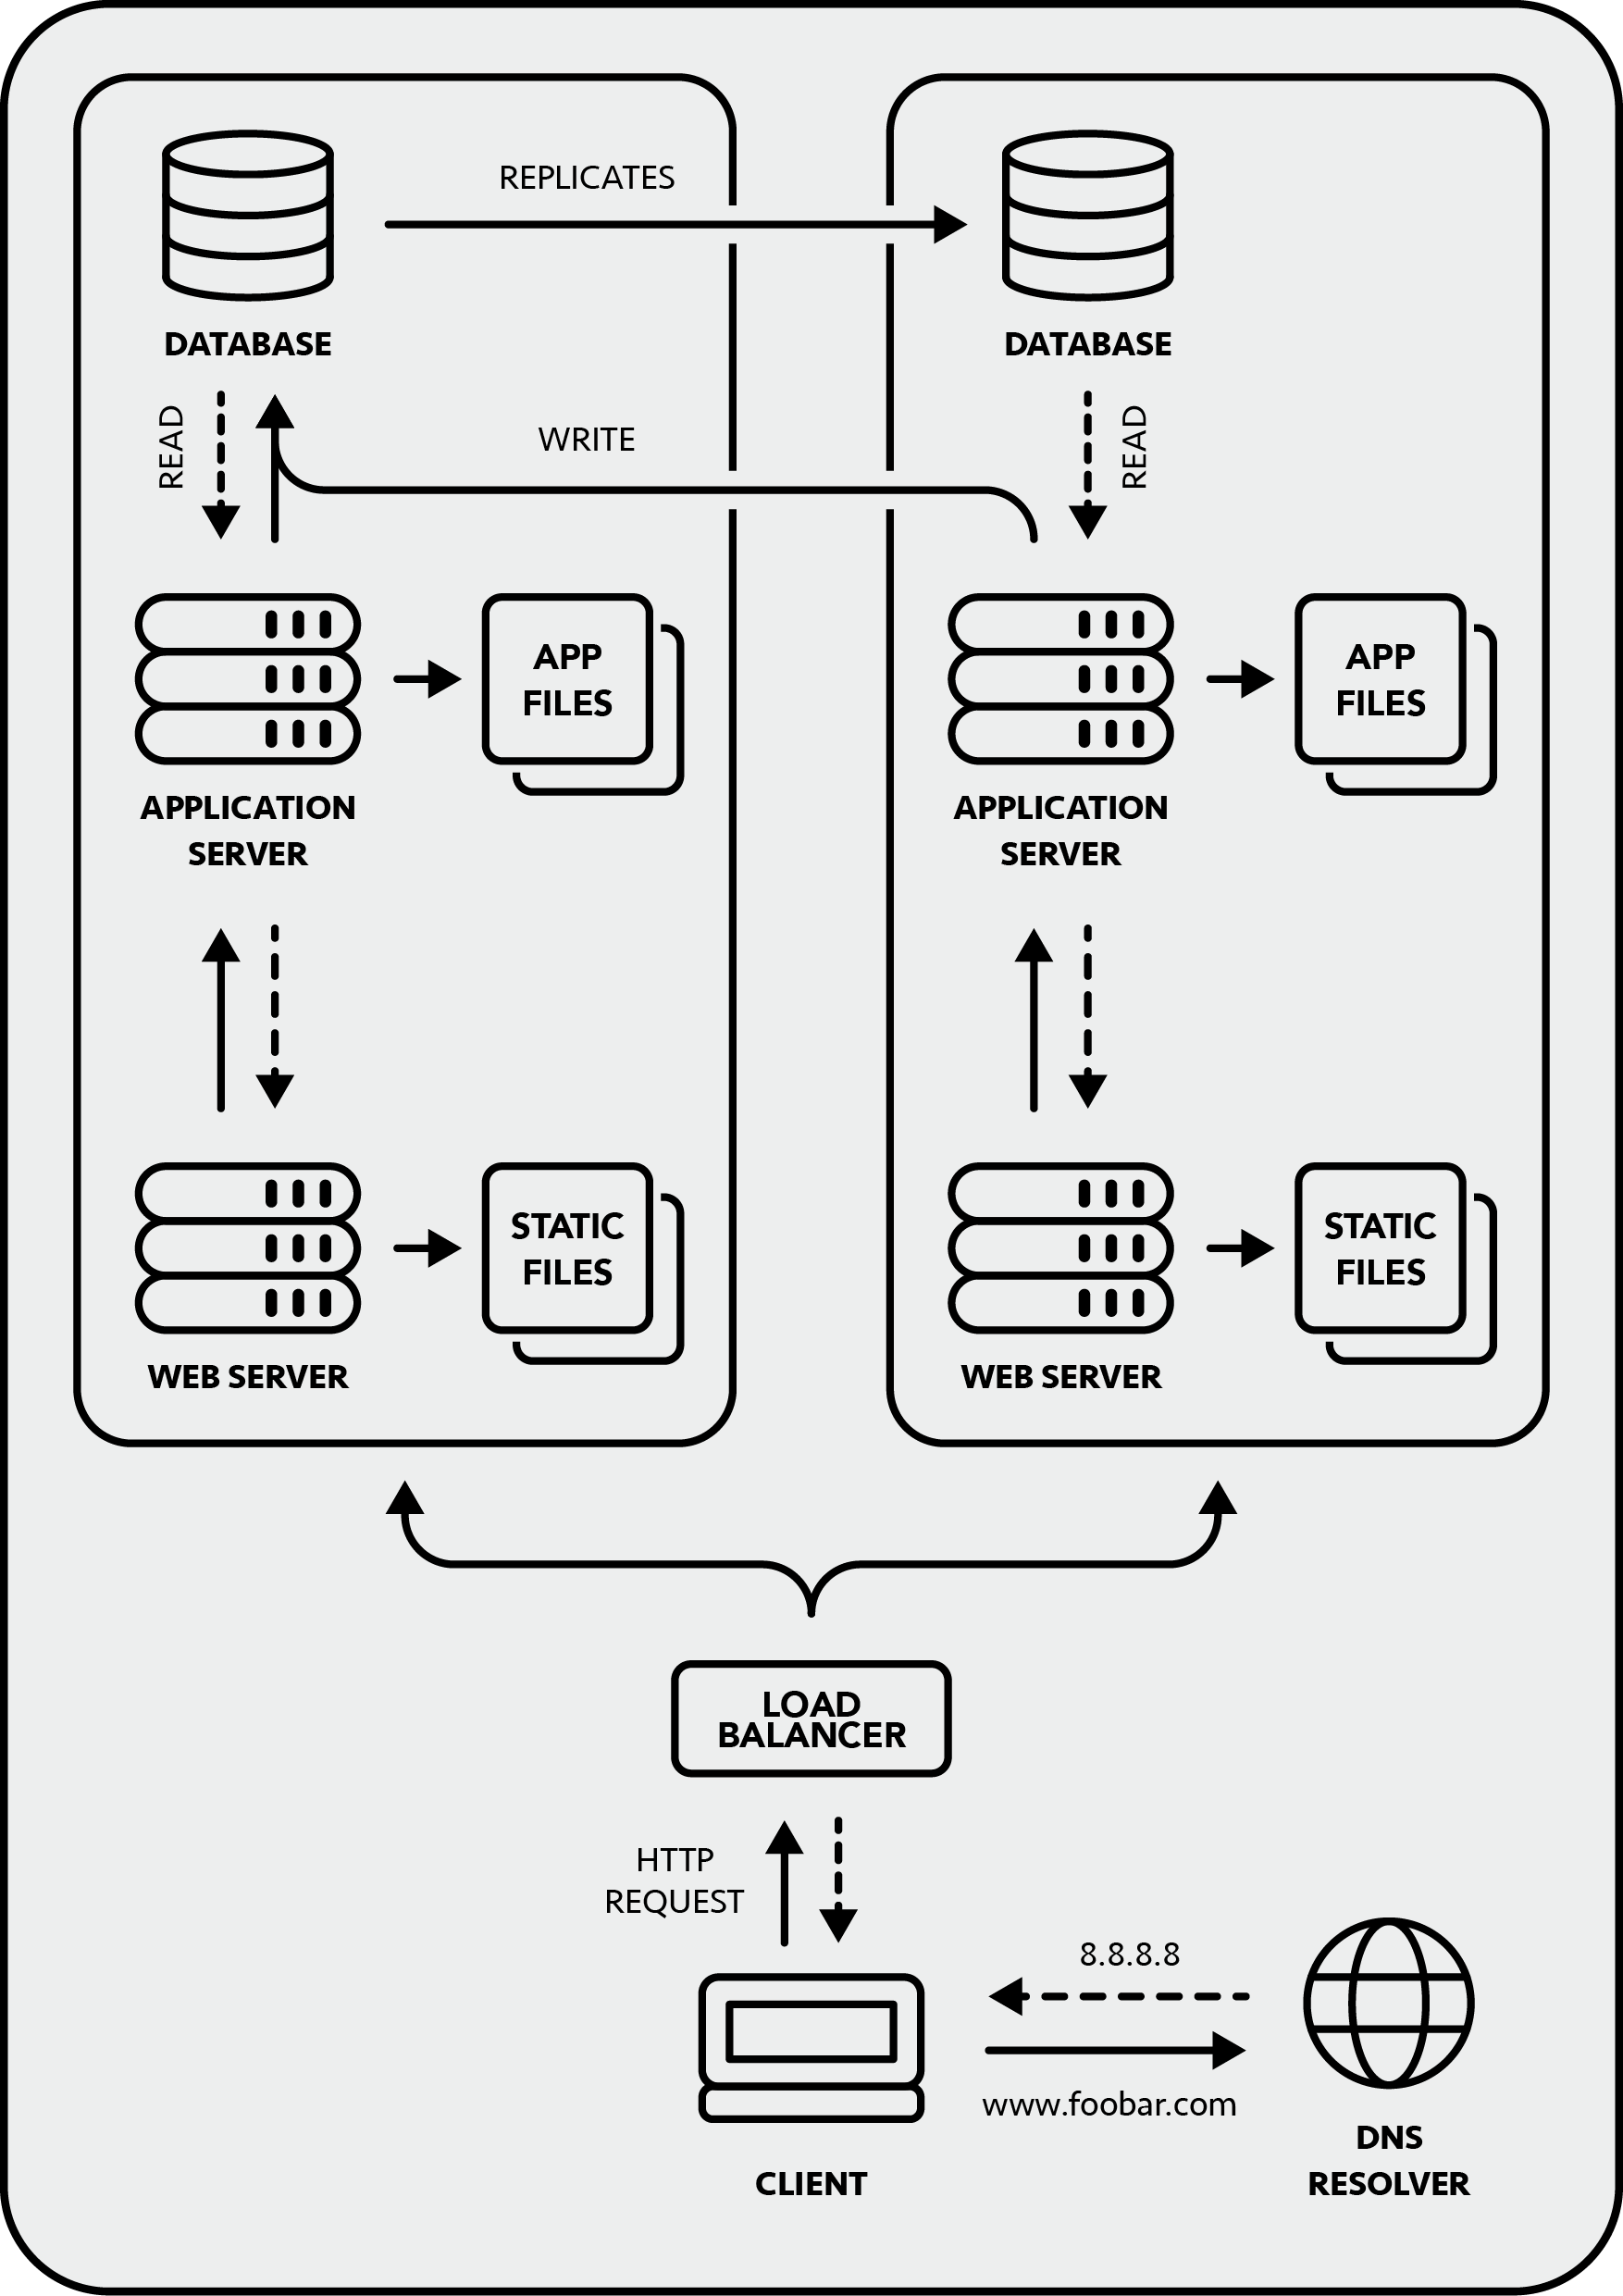 REPLICATES
DATABASE
DATABASE
READ
WRITE
READ
APP
FILES
APPLICATION
SERVER
APP
FILES
APPLICATION
SERVER
STATIC
FILES
WEB SERVER
STATIC
FILES
WEB SERVER
LOAD
BALANCER
HTTP
REQUEST
8.8.8.8
www.foobar.com
CLIENT
DNS
RESOLVER